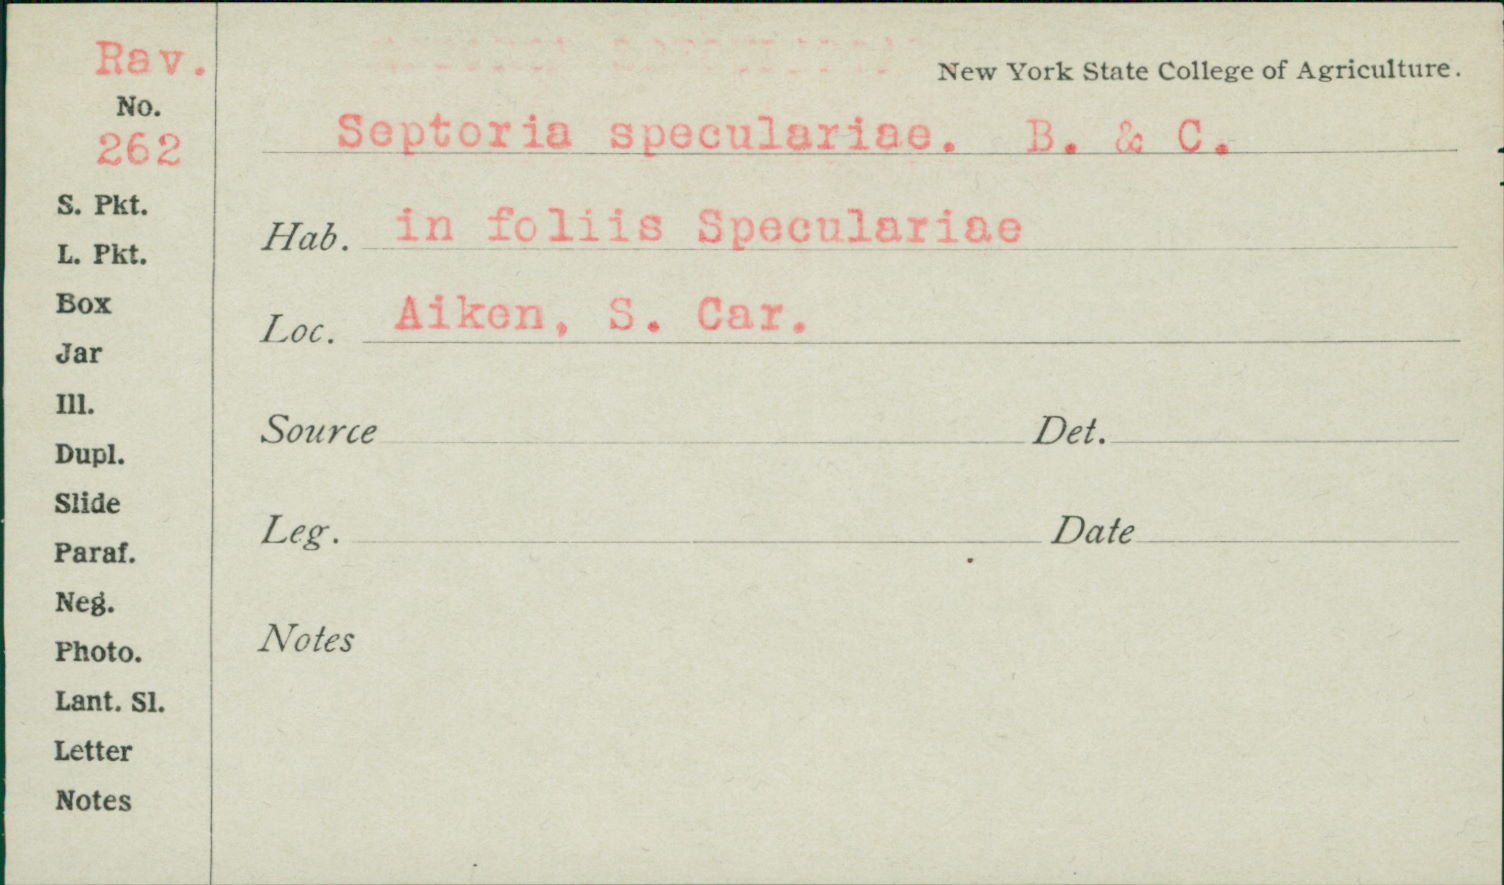 Rav.
No.
262
S. Pkt.
L. Pkt.
Box
Jar
Ill.
Dupl.
Slide
Paraf.
Neg.
Photo.
Lant. Sl.
Letter
Notes
New York State College of Agriculture.
Septoria speculariae. B. & C.
Hab. in foliis Speculariae
Loc. Aiken, S. Car.
Source Det.
Leg. Date
Notes